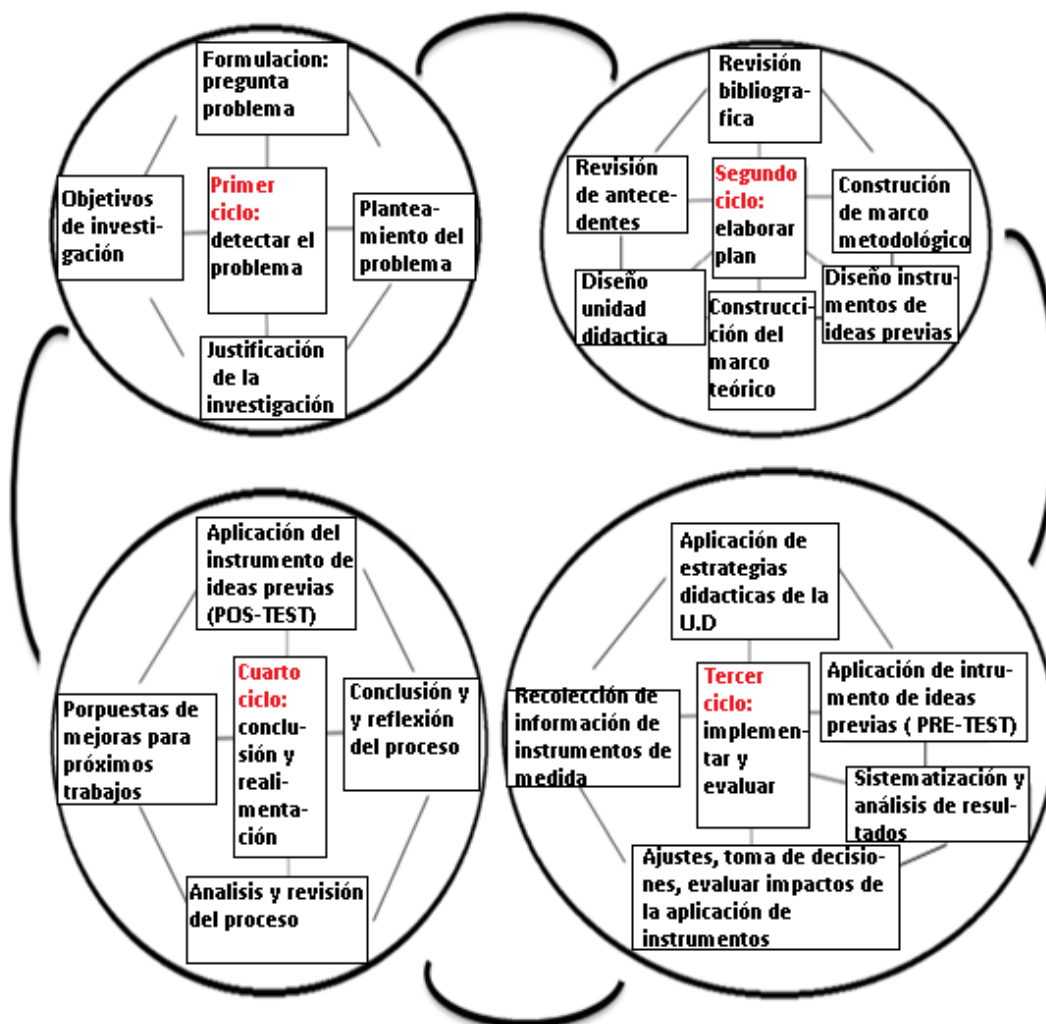 Formulacion:
pregunta
problema
Objetivos
de investi-
gación
Primer
ciclo:
detectar el
problema
Plantea-
miento del
problema
Justificación
de la
investigación
Revisión
bibliogra-
fica
Revisión
de antece-
dentes
Segundo
ciclo:
elaborar
plan
Construción
de marco
metodológico
Diseño
unidad
didactica
Construcci-
ción del
marco
teórico
Diseño instru-
mentos de
ideas previas
Aplicación del
instrumento de
ideas previas
(POS-TEST)
Porpuestas de
mejoras para
próximos
trabajos
Cuarto
ciclo:
conclu-
sión y
reali-
mentación
Conclusión y
y reflexión
del proceso
Analisis y revisión
del proceso
Aplicación de
estrategias
didacticas de la
U.D
Recolección de
información de
instrumentos de
medida
Tercer
ciclo:
implemen-
tar y
evaluar
Aplicación de intru-
mento de ideas
previas ( PRE-TEST)
Sistematización y
análisis de resul-
tados
Ajustes, toma de decisio-
nes, evaluar impactos de
la aplicación de
instrumentos